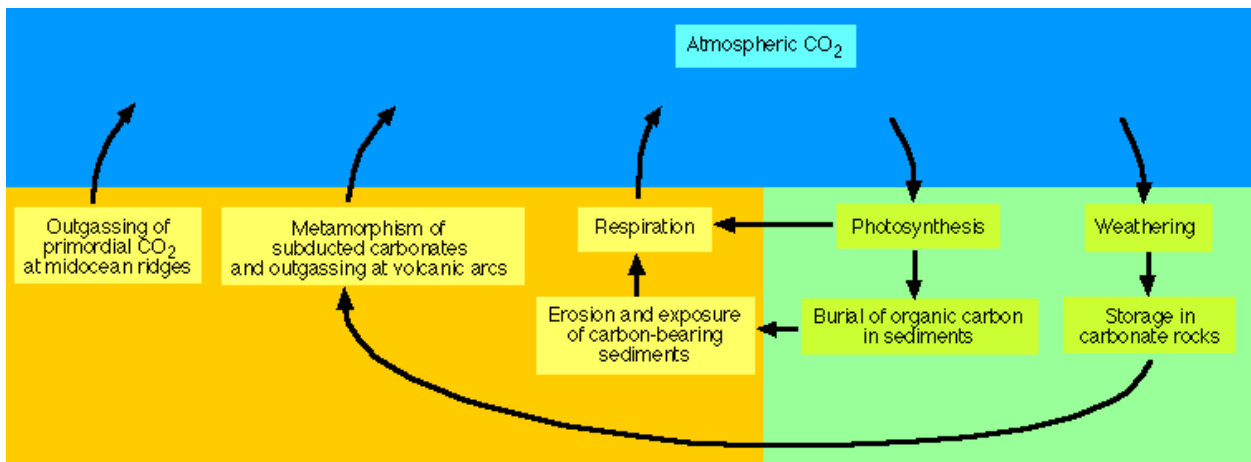 Atmospheric CO₂
Outgassing of
primordial CO₂
at midocean ridges
Metamorphism of
subducted carbonates
and outgassing at volcanic arcs
Respiration
Photosynthesis
Weathering
Erosion and exposure
of carbon-bearing
sediments
Burial of organic carbon
in sediments
Storage in
carbonate rocks